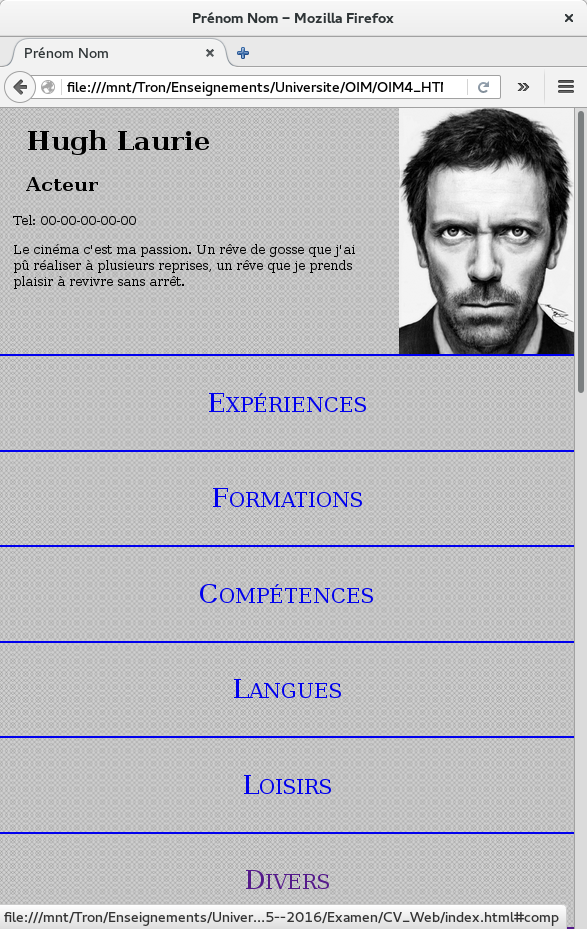 Prénom Nom – Mozilla Firefox
Prénom Nom
file:///mnt/Tron/Enseignements/Universite/OIM/OIM4_HTM
Hugh Laurie
Acteur
Tel: 00-00-00-00-00
Le cinéma c'est ma passion. Un rêve de gosse que j'ai
pû réaliser à plusieurs reprises, un rêve que je prends
plaisir à revivre sans arrêt.
Expériences
Formations
Compétences
Langues
Loisirs
Divers
file:///mnt/Tron/Enseignements/Univer...5--2016/Examen/CV_Web/index.html#comp